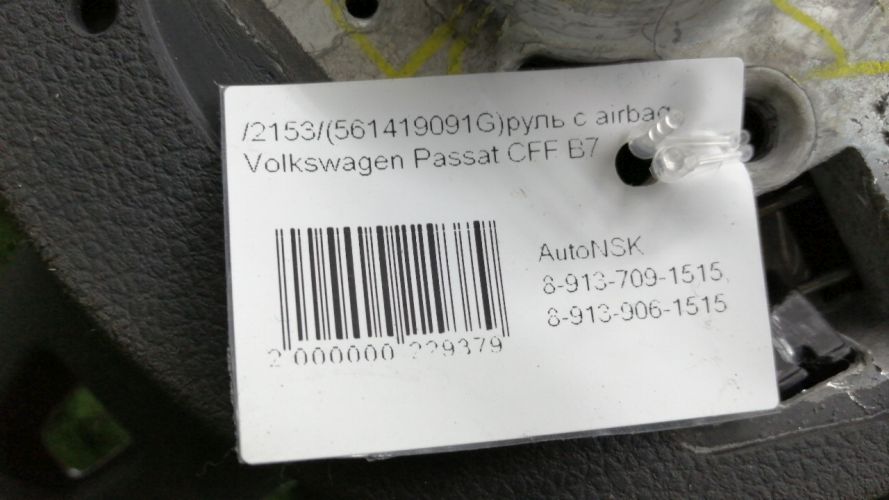 /2153/(561419091G)руль с airbag
Volkswagen Passat CFF B7
AutoNSK
8-913-709-1515,
8-913-906-1515
2 000000 229379